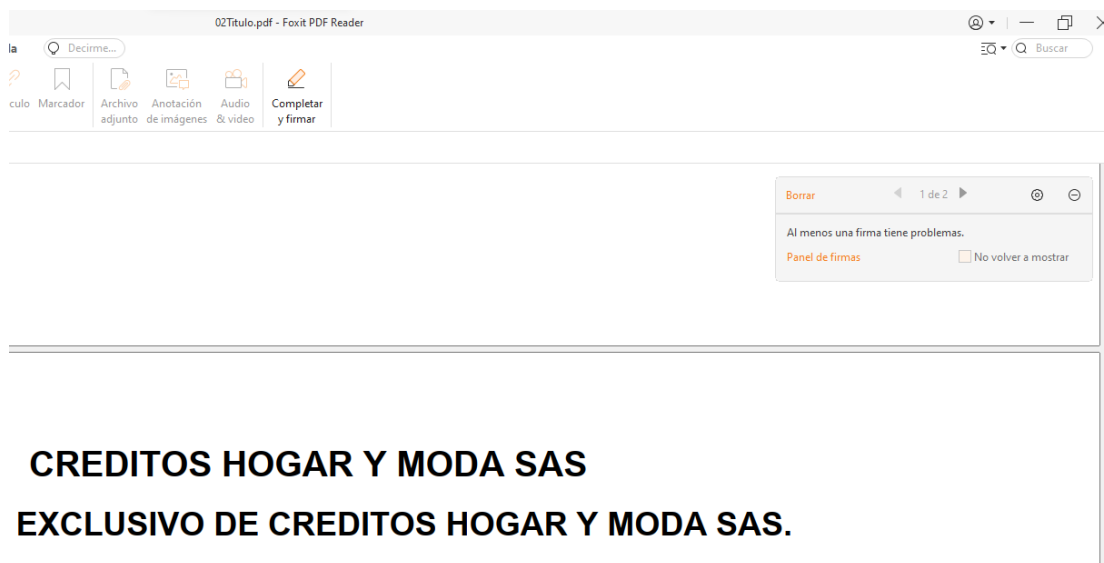 02Titulo.pdf - Foxit PDF Reader
la Decirme... Buscar
culo Marcador Archivo adjunto Anotación de imágenes Audio & video Completar y firmar
Borrar 1 de 2
Al menos una firma tiene problemas.
Panel de firmas No volver a mostrar
CREDITOS HOGAR Y MODA SAS
EXCLUSIVO DE CREDITOS HOGAR Y MODA SAS.